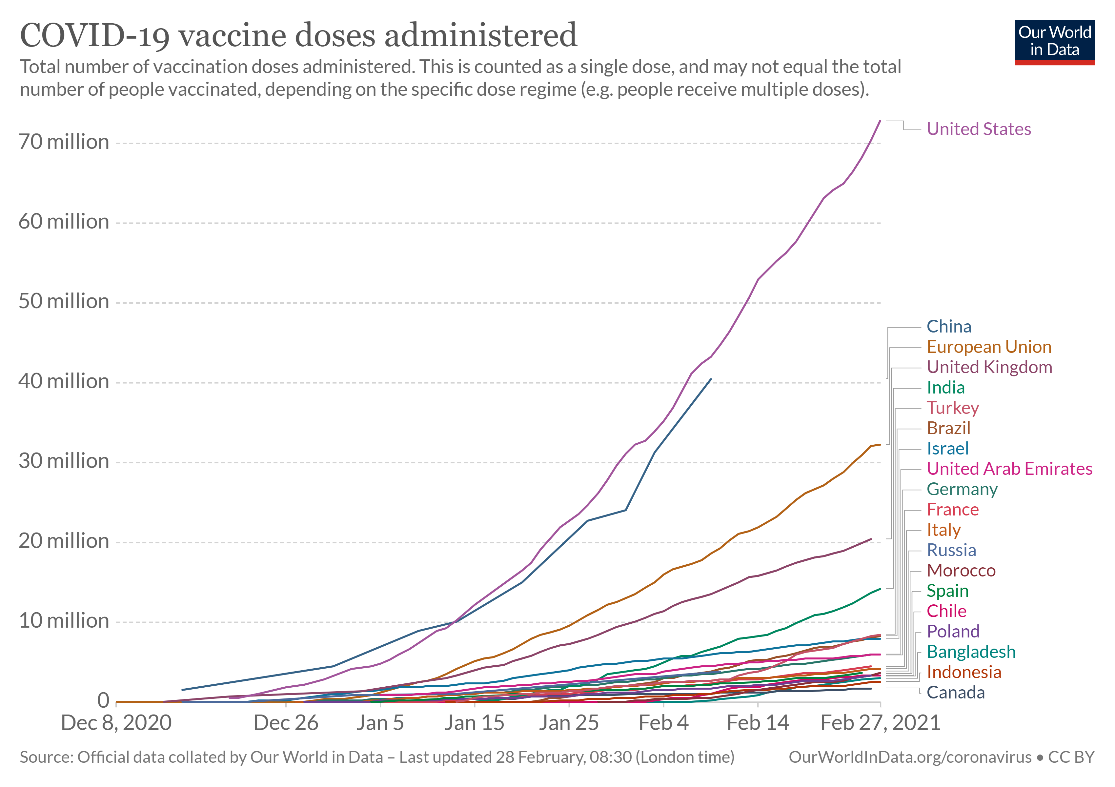 COVID-19 vaccine doses administered
Our World
in Data
Total number of vaccination doses administered. This is counted as a single dose, and may not equal the total
number of people vaccinated, depending on the specific dose regime (e.g. people receive multiple doses).
70 million
60 million
50 million
40 million
30 million
20 million
10 million
0
United States
China
European Union
United Kingdom
India
Turkey
Brazil
Israel
United Arab Emirates
Germany
France
Italy
Russia
Morocco
Spain
Chile
Poland
Bangladesh
Indonesia
Canada
Dec 8, 2020
Dec 26
Jan 5
Jan 15
Jan 25
Feb 4
Feb 14
Feb 27, 2021
Source: Official data collated by Our World in Data – Last updated 28 February, 08:30 (London time)
OurWorldInData.org/coronavirus • CC BY